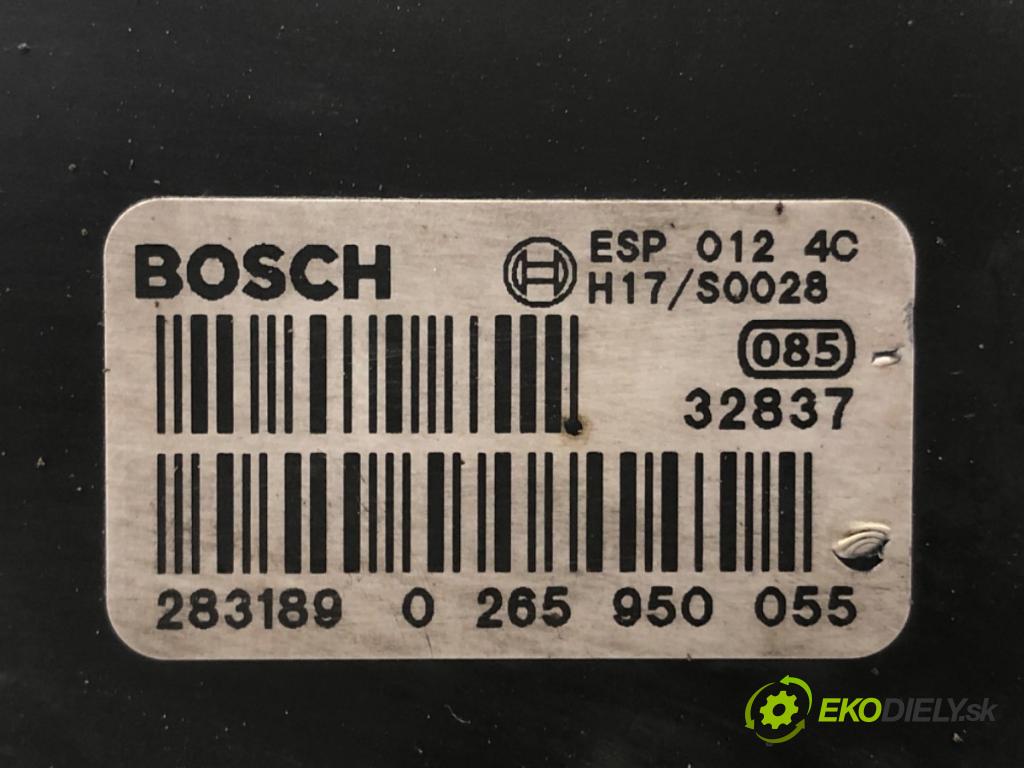 BOSCH ESP 012 4C
H17/S0028
085
32837
283189 0 265 950 055
EKODIELY.sk